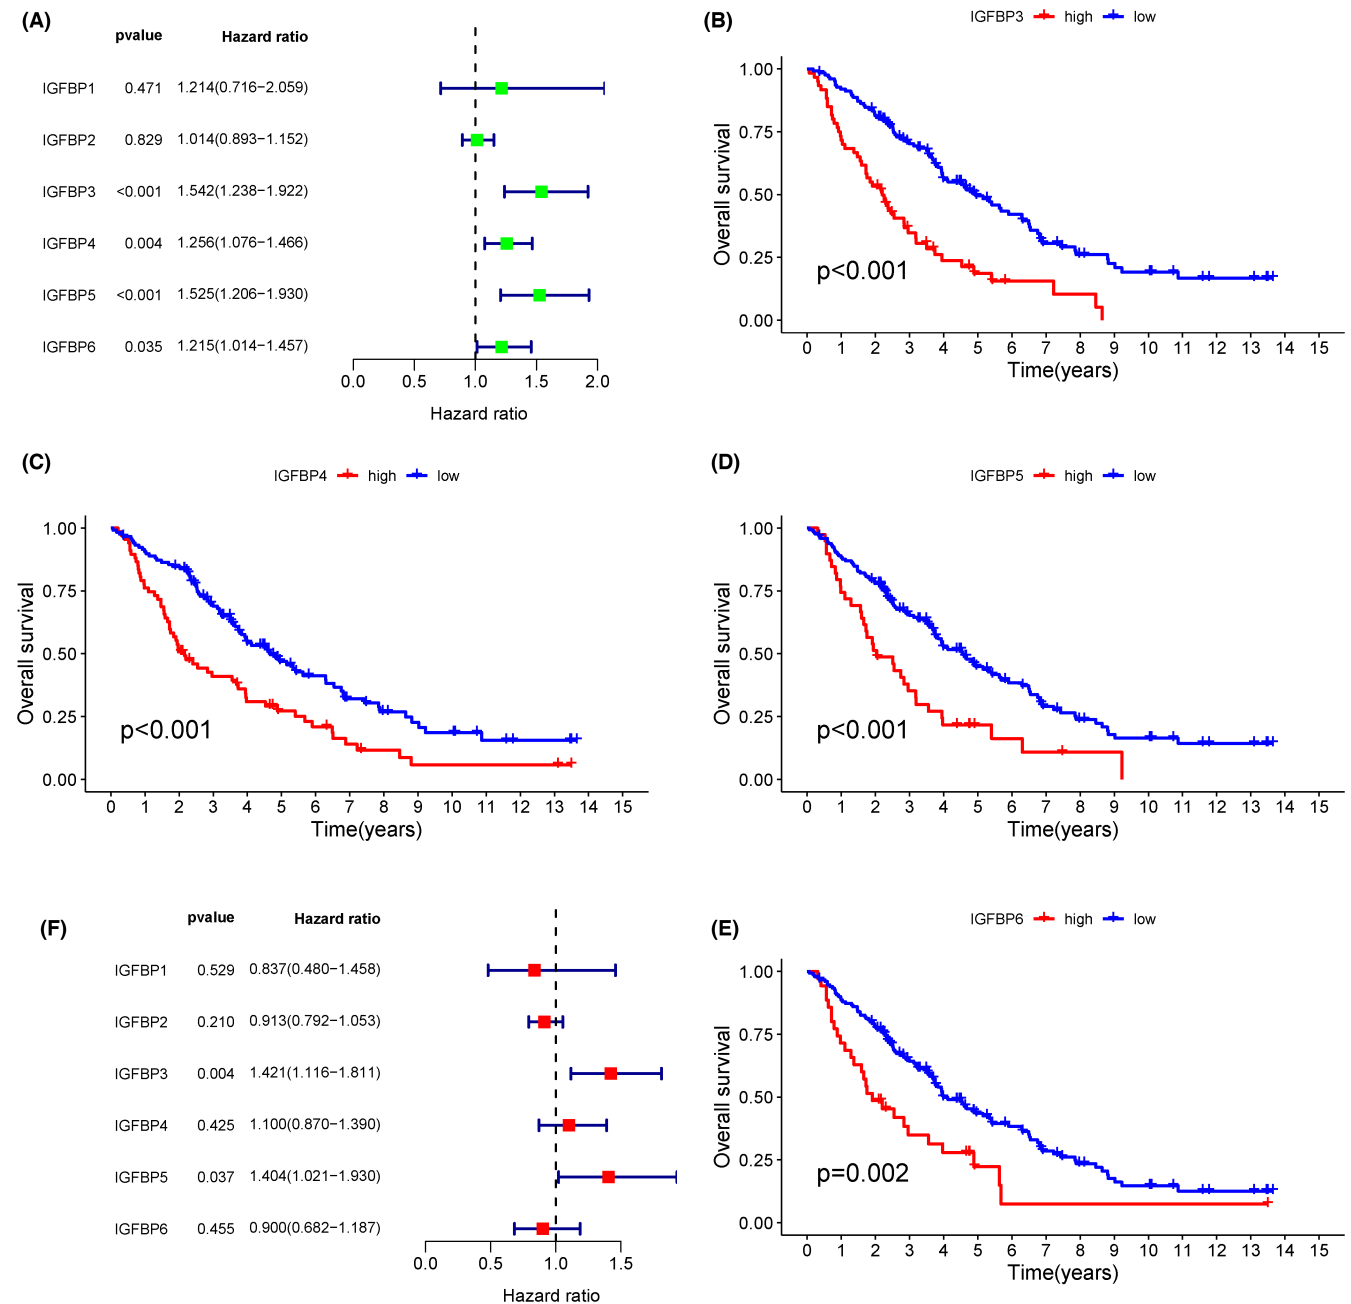 (A)
pvalue Hazard ratio
IGFBP1 0.471 1.214(0.716−2.059)
IGFBP2 0.829 1.014(0.893−1.152)
IGFBP3 <0.001 1.542(1.238−1.922)
IGFBP4 0.004 1.256(1.076−1.466)
IGFBP5 <0.001 1.525(1.206−1.930)
IGFBP6 0.035 1.215(1.014−1.457)
0.0 0.5 1.0 1.5 2.0
Hazard ratio
(B)
IGFBP3 high low
Overall survival
1.00
0.75
0.50
0.25
0.00
p<0.001
0 1 2 3 4 5 6 7 8 9 10 11 12 13 14 15
Time(years)
(C)
IGFBP4 high low
Overall survival
1.00
0.75
0.50
0.25
0.00
p<0.001
0 1 2 3 4 5 6 7 8 9 10 11 12 13 14 15
Time(years)
(D)
IGFBP5 high low
Overall survival
1.00
0.75
0.50
0.25
0.00
p<0.001
0 1 2 3 4 5 6 7 8 9 10 11 12 13 14 15
Time(years)
(F)
pvalue Hazard ratio
IGFBP1 0.529 0.837(0.480−1.458)
IGFBP2 0.210 0.913(0.792−1.053)
IGFBP3 0.004 1.421(1.116−1.811)
IGFBP4 0.425 1.100(0.870−1.390)
IGFBP5 0.037 1.404(1.021−1.930)
IGFBP6 0.455 0.900(0.682−1.187)
0.0 0.5 1.0 1.5
Hazard ratio
(E)
IGFBP6 high low
Overall survival
1.00
0.75
0.50
0.25
0.00
p=0.002
0 1 2 3 4 5 6 7 8 9 10 11 12 13 14 15
Time(years)